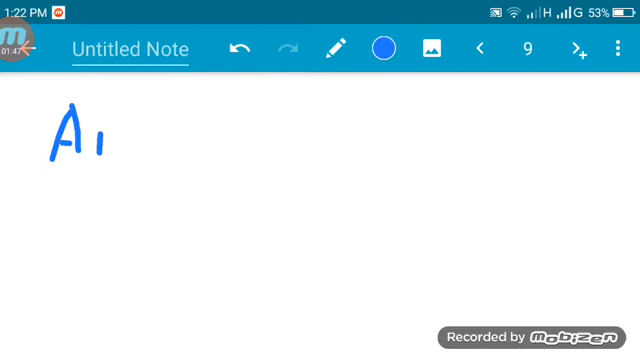 1:22 PM H G 53%
01:47 Untitled Note 9
A
Recorded by mobizen